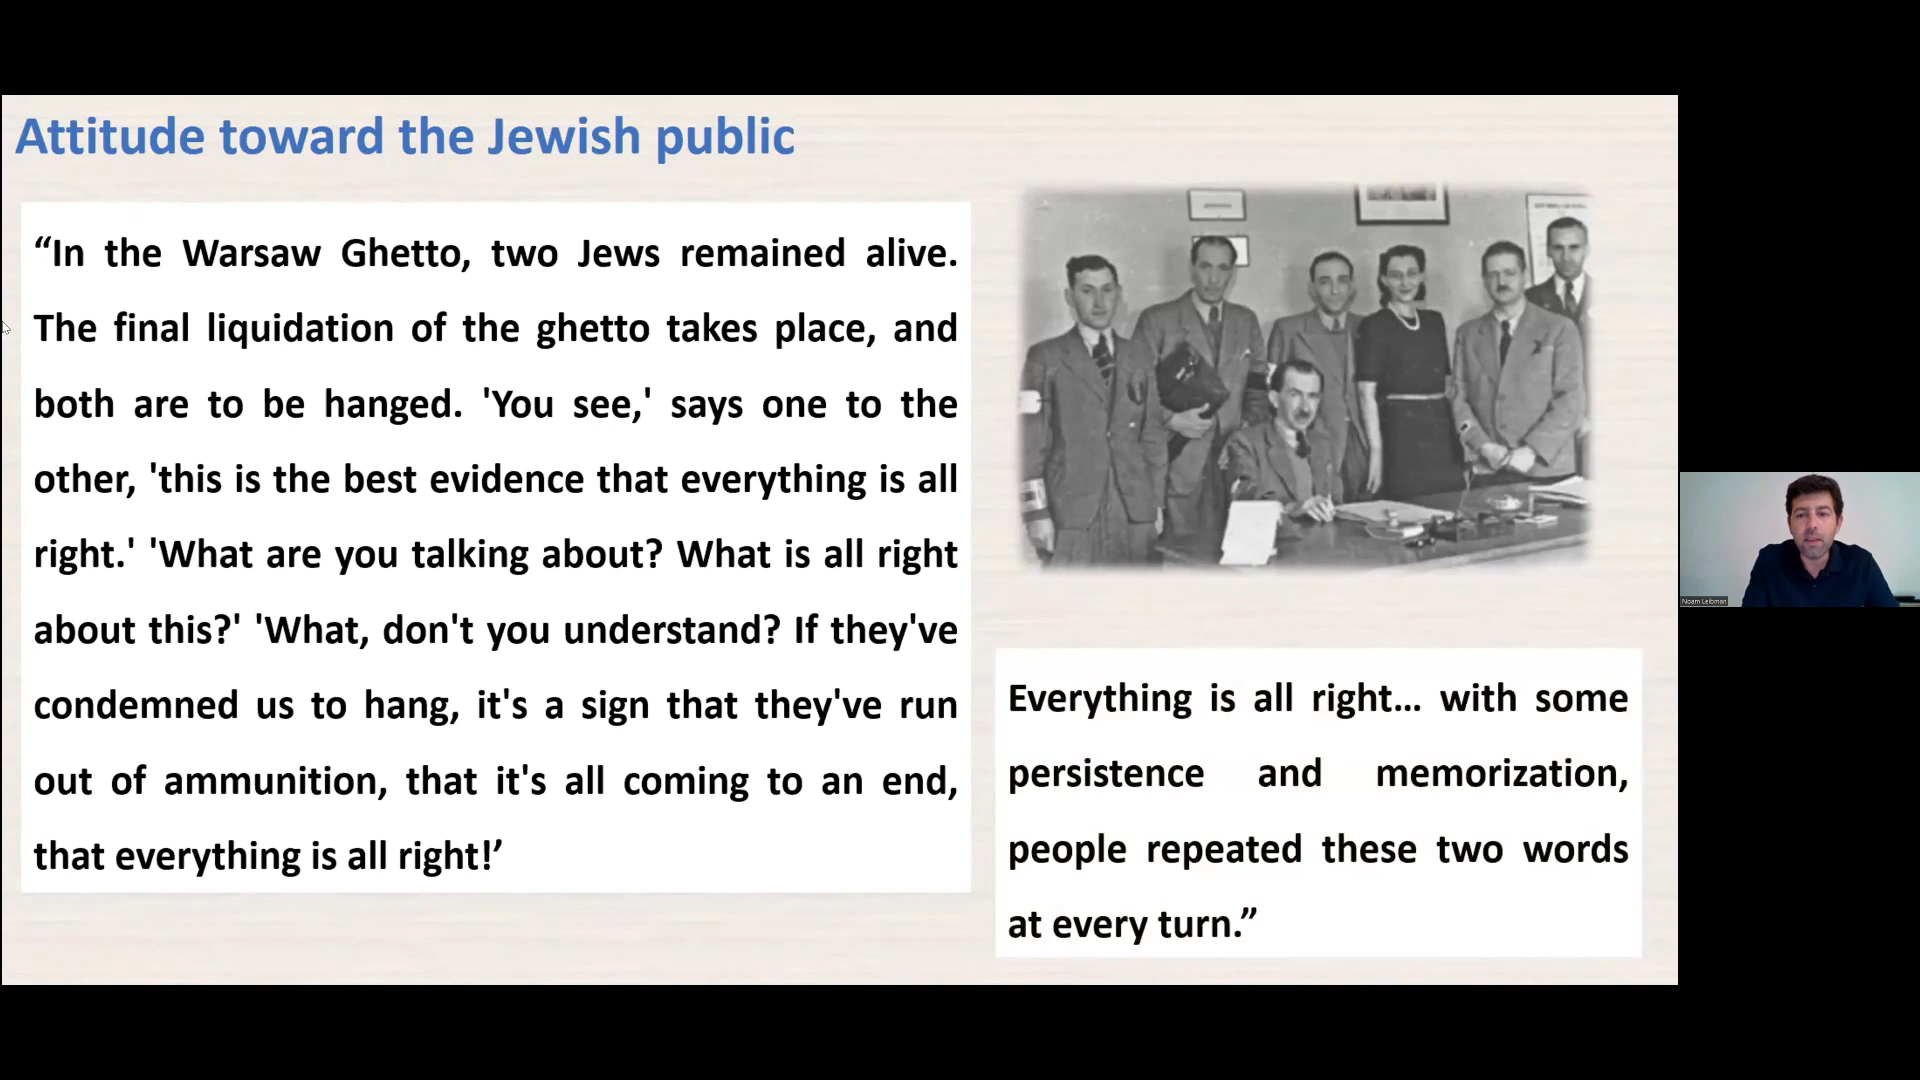 Attitude toward the Jewish public
“In the Warsaw Ghetto, two Jews remained alive.
The final liquidation of the ghetto takes place, and
both are to be hanged. 'You see,' says one to the
other, 'this is the best evidence that everything is all
right.' 'What are you talking about? What is all right
about this?' 'What, don't you understand? If they've
condemned us to hang, it's a sign that they've run
out of ammunition, that it's all coming to an end,
that everything is all right!’
Everything is all right... with some
persistence and memorization,
people repeated these two words
at every turn.”
Noam Leibman